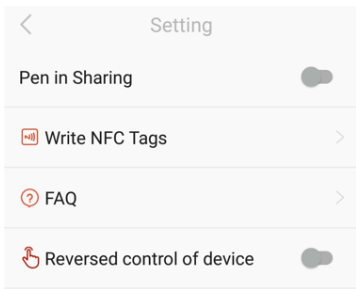 Setting
Pen in Sharing
Write NFC Tags
FAQ
Reversed control of device